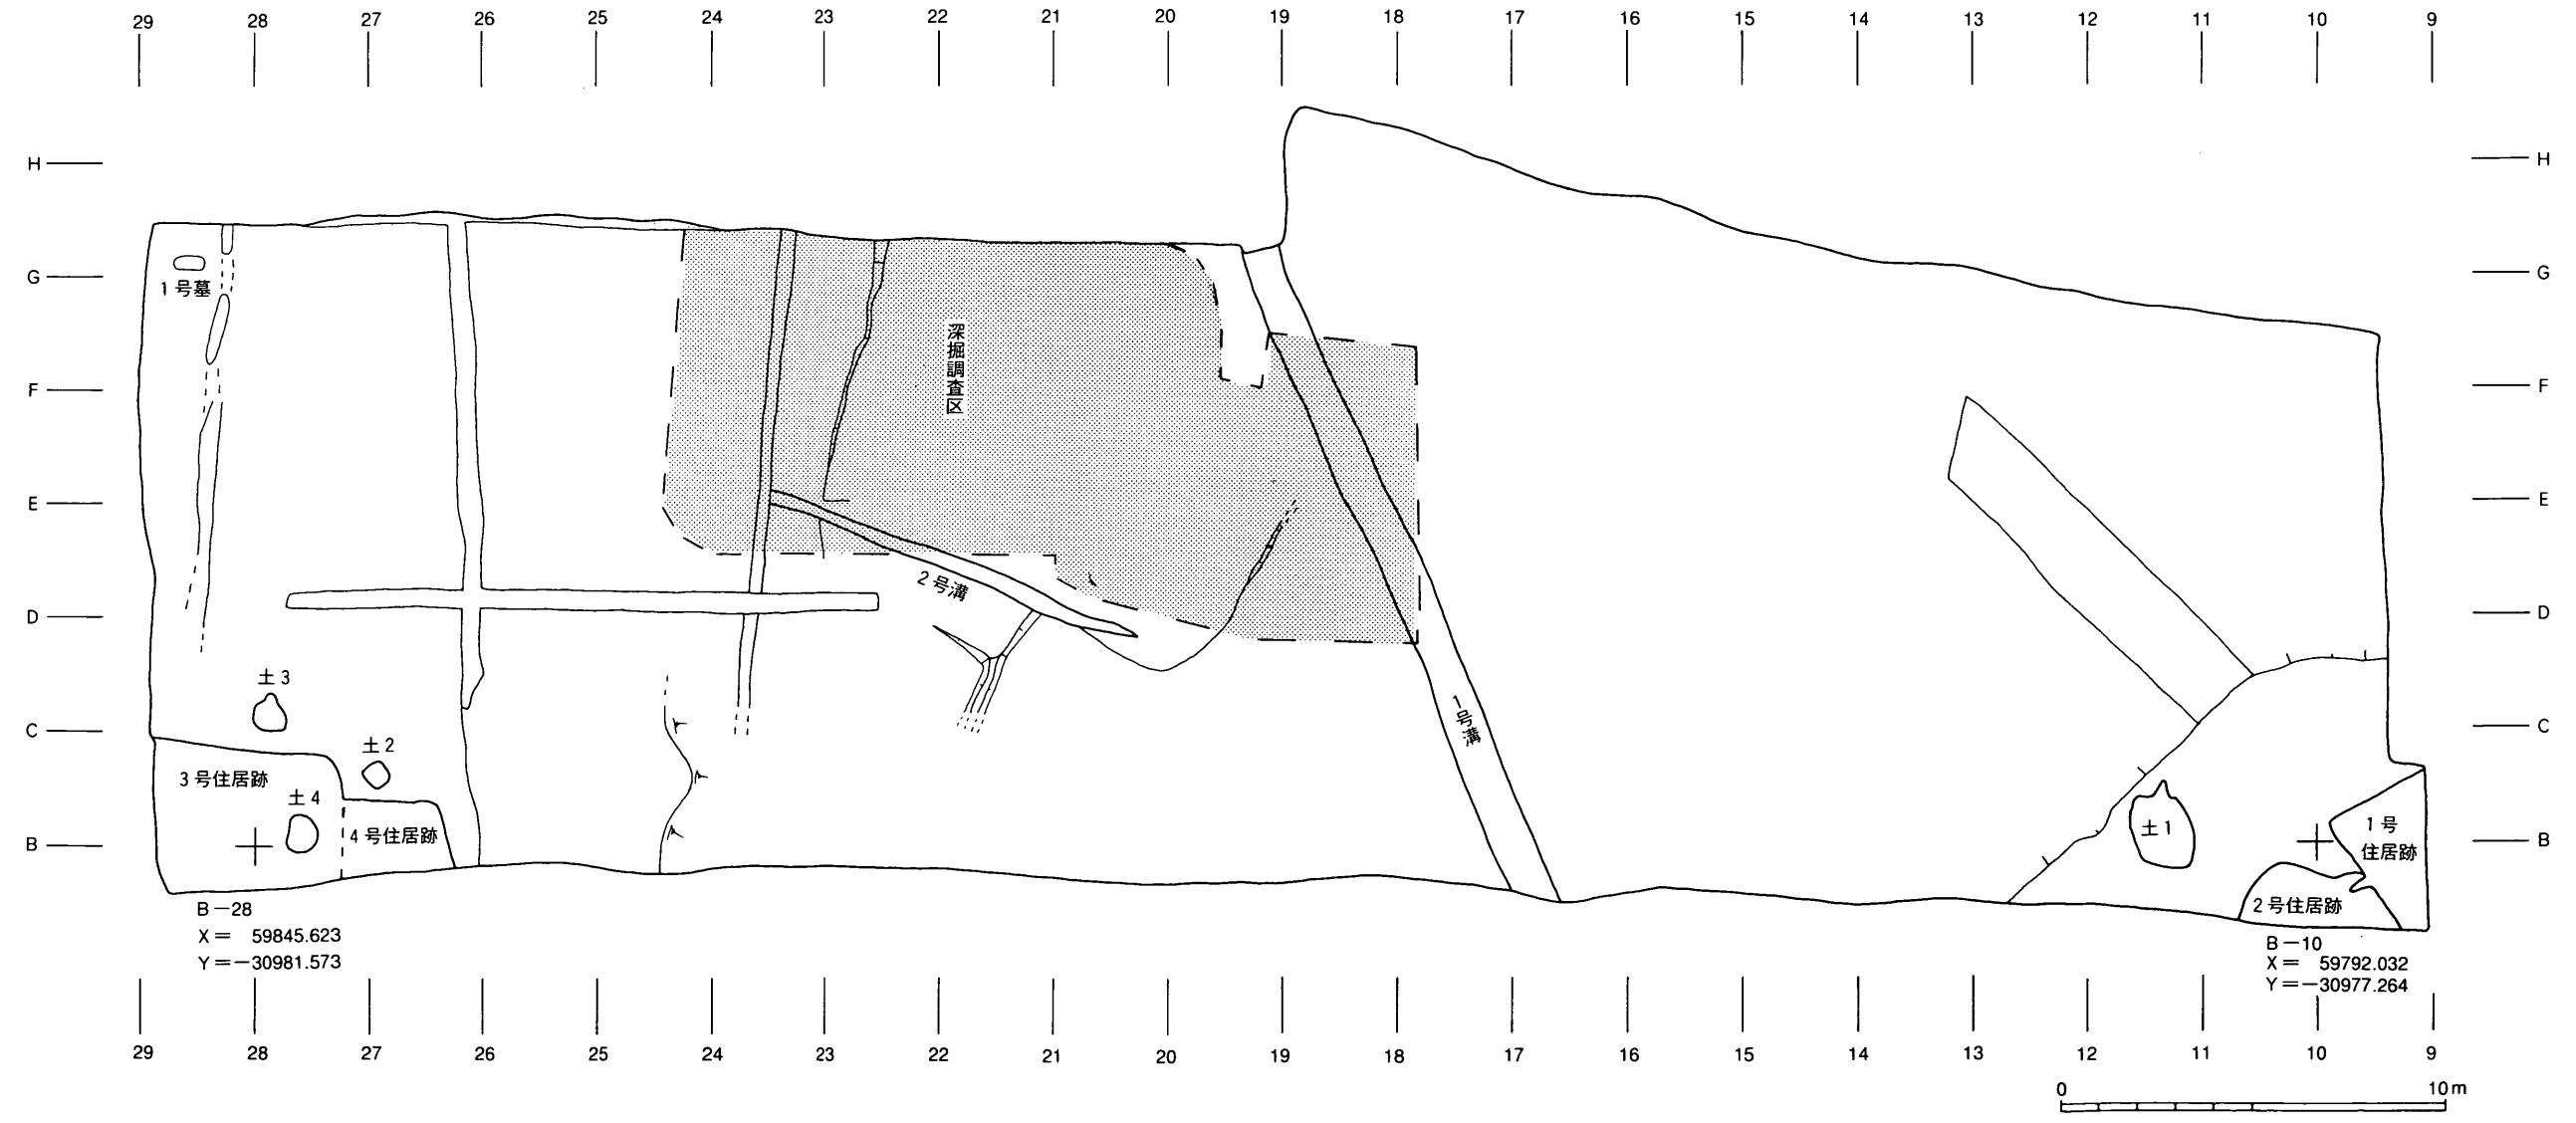 29 28 27 26 25 24 23 22 21 20 19 18 17 16 15 14 13 12 11 10 9
H H
G G
1号墓
深掘調査区
F F
E E
2号溝
D D
土3
1号溝
C C
土2
3号住居跡
土4
4号住居跡
土1
1号
住居跡
B B
2号住居跡
B－28
X＝ 59845.623
Y＝－30981.573
B－10
X＝ 59792.032
Y＝－30977.264
29 28 27 26 25 24 23 22 21 20 19 18 17 16 15 14 13 12 11 10 9
0 10m